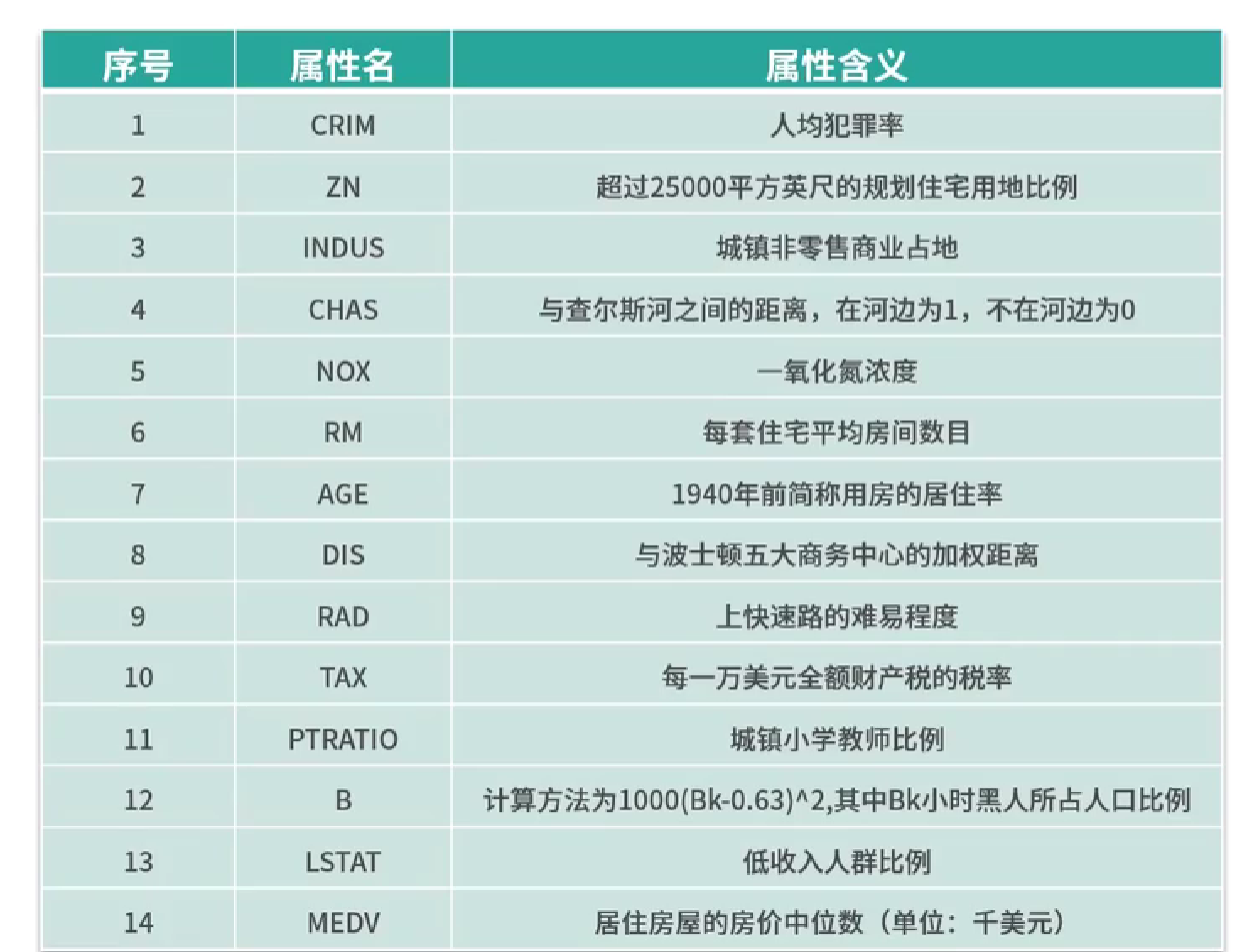 序号 属性名 属性含义
1 CRIM 人均犯罪率
2 ZN 超过25000平方英尺的规划住宅用地比例
3 INDUS 城镇非零售商业占地
4 CHAS 与查尔斯河之间的距离，在河边为1，不在河边为0
5 NOX 一氧化氮浓度
6 RM 每套住宅平均房间数目
7 AGE 1940年前简称用房的居住率
8 DIS 与波士顿五大商务中心的加权距离
9 RAD 上快速路的难易程度
10 TAX 每一万美元全额财产税的税率
11 PTRATIO 城镇小学教师比例
12 B 计算方法为1000(Bk-0.63)^2,其中Bk小时黑人所占人口比例
13 LSTAT 低收入人群比例
14 MEDV 居住房屋的房价中位数（单位：千美元）